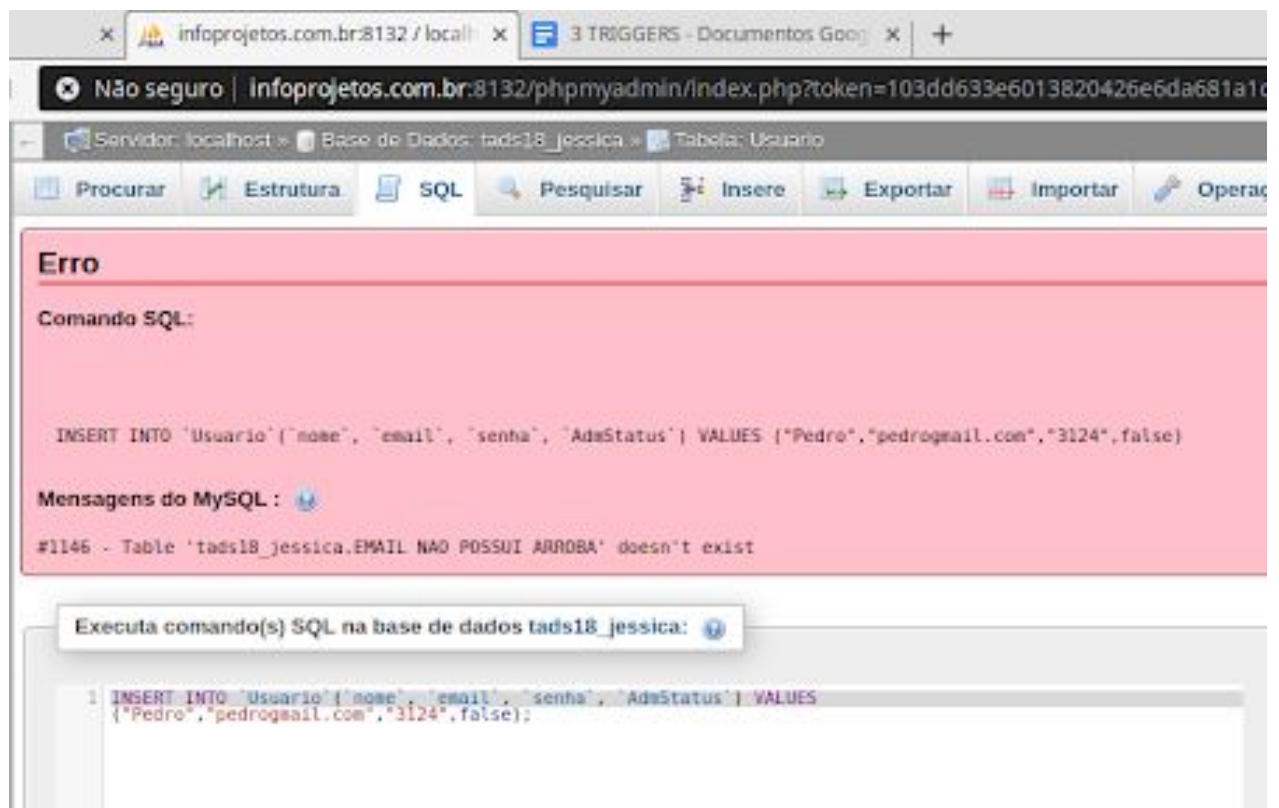 infoprojetos.com.br:8132 / localh
3 TRIGGERS - Documentos Goog
Não seguro | infoprojetos.com.br:8132/phpmyadmin/index.php?token=103dd633e6013820426e6da681a1c
Servidor: localhost » Base de Dados: tads18_jessica » Tabela: Usuario
Procurar Estrutura SQL Pesquisar Insere Exportar Importar Operaç
Erro
Comando SQL:
INSERT INTO `Usuario`(`nome`, `email`, `senha`, `AdmStatus`) VALUES ("Pedro","pedrogmail.com","3124",false)
Mensagens do MySQL :
#1146 - Table 'tads18_jessica.EMAIL NAO POSSUI ARROBA' doesn't exist
Executa comando(s) SQL na base de dados tads18_jessica:
1 INSERT INTO `Usuario`(`nome`, `email`, `senha`, `AdmStatus`) VALUES
("Pedro","pedrogmail.com","3124",false);